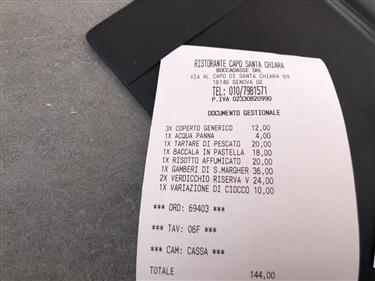 RISTORANTE CAPO SANTA CHIARA
BOCCADASSE SRL
VIA AL CAPO DI SANTA CHIARA 69
16146 GENOVA GE
TEL: 010/7981571
P.IVA 02330820990
DOCUMENTO GESTIONALE
3X COPERTO GENERICO 12,00
1X ACQUA PANNA 4,00
1X TARTARE DI PESCATO 20,00
1X BACCALA IN PASTELLA 18,00
1X RISOTTO AFFUMICATO 20,00
1X GAMBERI DI S.MARGHER 36,00
2X VERDICCHIO RISERVA V 24,00
1X VARIAZIONE DI CIOCCO 10,00
*** ORD: 69403 ***
*** TAV: 06F ***
*** CAM: CASSA ***
TOTALE 144,00